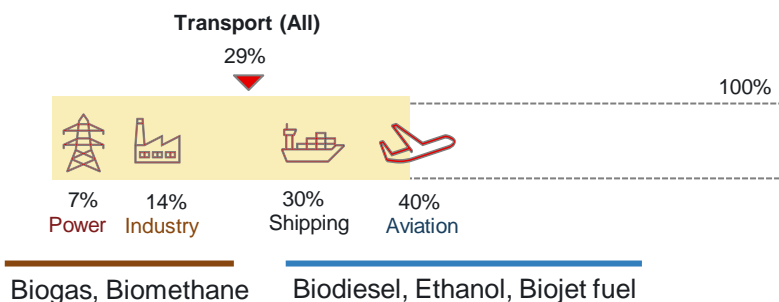 Transport (All)
29%
100%
7%
Power
14%
Industry
30%
Shipping
40%
Aviation
Biogas, Biomethane
Biodiesel, Ethanol, Biojet fuel